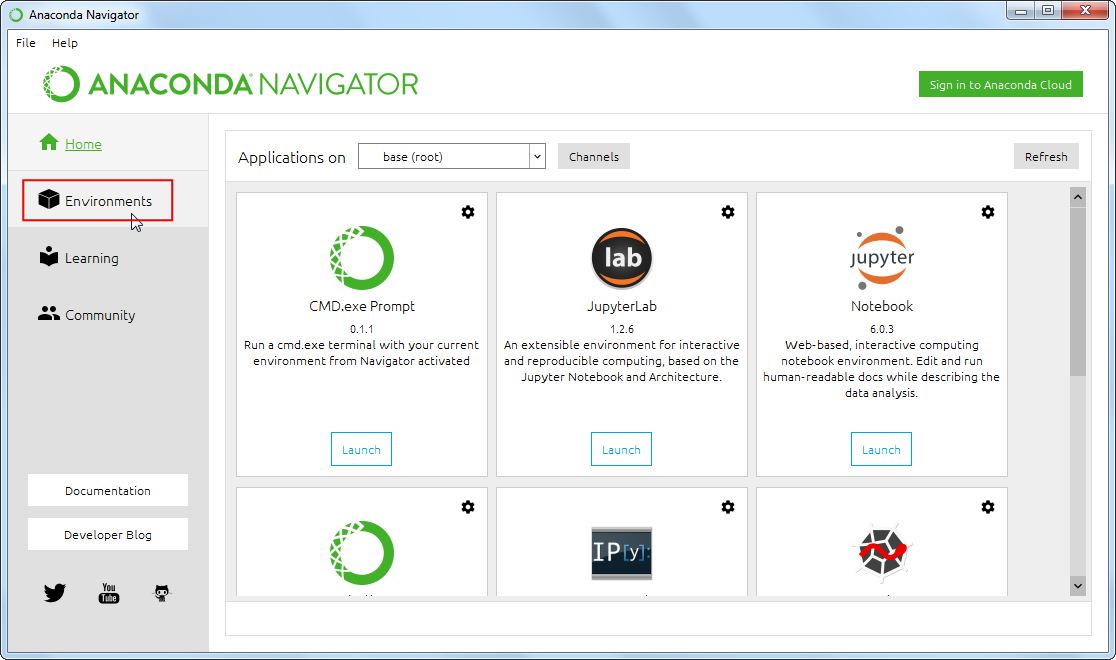 Anaconda Navigator
File Help
ANACONDA NAVIGATOR
Sign in to Anaconda Cloud
Home
Environments
Learning
Community
Documentation
Developer Blog
You
Tube
Applications on
base (root)
Channels
Refresh
CMD.exe Prompt
0.1.1
Run a cmd.exe terminal with your current
environment from Navigator activated
Launch
lab
JupyterLab
1.2.6
An extensible environment for interactive
and reproducible computing, based on the
Jupyter Notebook and Architecture.
Launch
jupyter
Notebook
6.0.3
Web-based, interactive computing
notebook environment. Edit and run
human-readable docs while describing the
data analysis.
Launch
IP[y]: